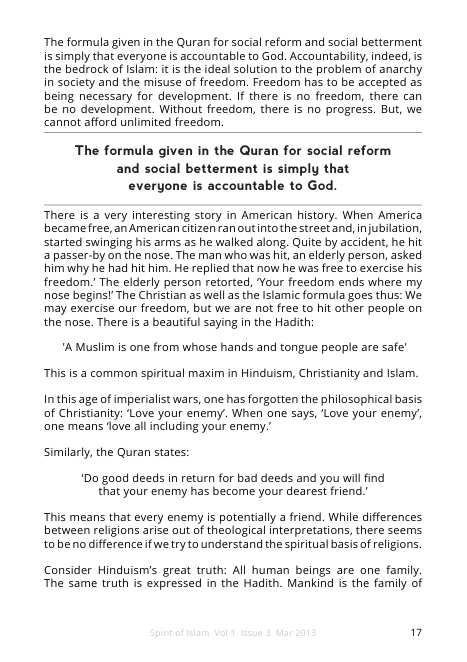 The formula given in the Quran for social reform and social betterment
is simply that everyone is accountable to God. Accountability, indeed, is
the bedrock of Islam: it is the ideal solution to the problem of anarchy
in society and the misuse of freedom. Freedom has to be accepted as
being necessary for development. If there is no freedom, there can
be no development. Without freedom, there is no progress. But, we
cannot afford unlimited freedom.
The formula given in the Quran for social reform
and social betterment is simply that
everyone is accountable to God.
There is a very interesting story in American history. When America
became free, an American citizen ran out into the street and, in jubilation,
started swinging his arms as he walked along. Quite by accident, he hit
a passer-by on the nose. The man who was hit, an elderly person, asked
him why he had hit him. He replied that now he was free to exercise his
freedom.’ The elderly person retorted, ‘Your freedom ends where my
nose begins!’ The Christian as well as the Islamic formula goes thus: We
may exercise our freedom, but we are not free to hit other people on
the nose. There is a beautiful saying in the Hadith:
'A Muslim is one from whose hands and tongue people are safe’
This is a common spiritual maxim in Hinduism, Christianity and Islam.
In this age of imperialist wars, one has forgotten the philosophical basis
of Christianity: ‘Love your enemy’. When one says, ‘Love your enemy’,
one means ‘love all including your enemy.’
Similarly, the Quran states:
‘Do good deeds in return for bad deeds and you will find
that your enemy has become your dearest friend.’
This means that every enemy is potentially a friend. While differences
between religions arise out of theological interpretations, there seems
to be no difference if we try to understand the spiritual basis of religions.
Consider Hinduism’s great truth: All human beings are one family.
The same truth is expressed in the Hadith. Mankind is the family of
Spirit of Islam Vol 1 Issue 3 Mar 2013 17